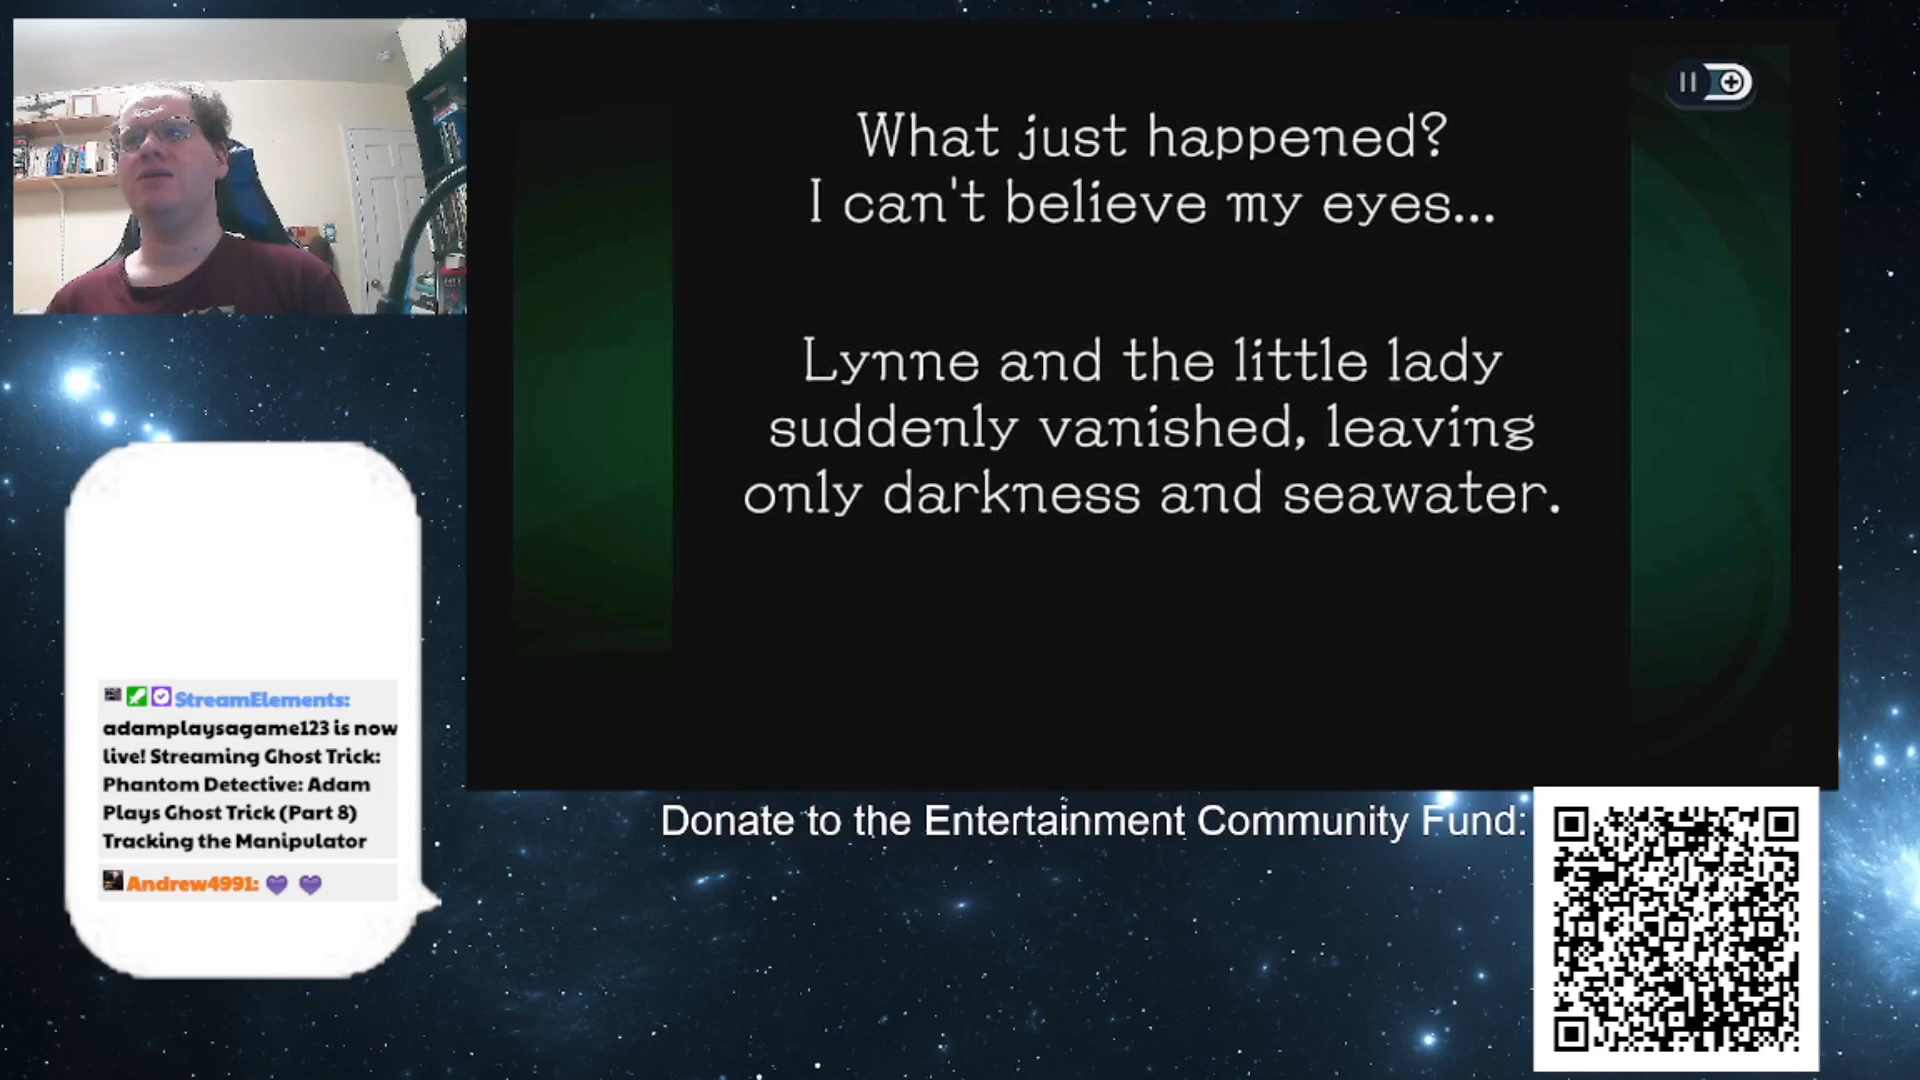 What just happened?
I can't believe my eyes...
Lynne and the little lady
suddenly vanished, leaving
only darkness and seawater.
StreamElements:
adamplaysagame123 is now
live! Streaming Ghost Trick:
Phantom Detective: Adam
Plays Ghost Trick (Part 8)
Tracking the Manipulator
Andrew4991: 💜 💜
Donate to the Entertainment Community Fund: